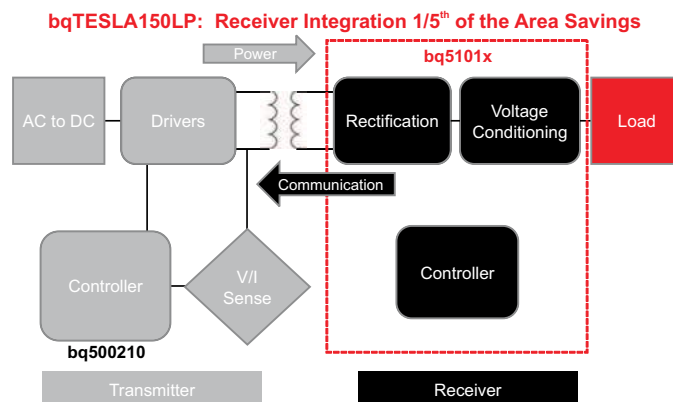 bqTESLA150LP: Receiver Integration 1/5th of the Area Savings
Power
bq5101x
AC to DC
Drivers
Rectification
Voltage
Conditioning
Load
Communication
Controller
V/I
Sense
Controller
bq500210
Transmitter
Receiver